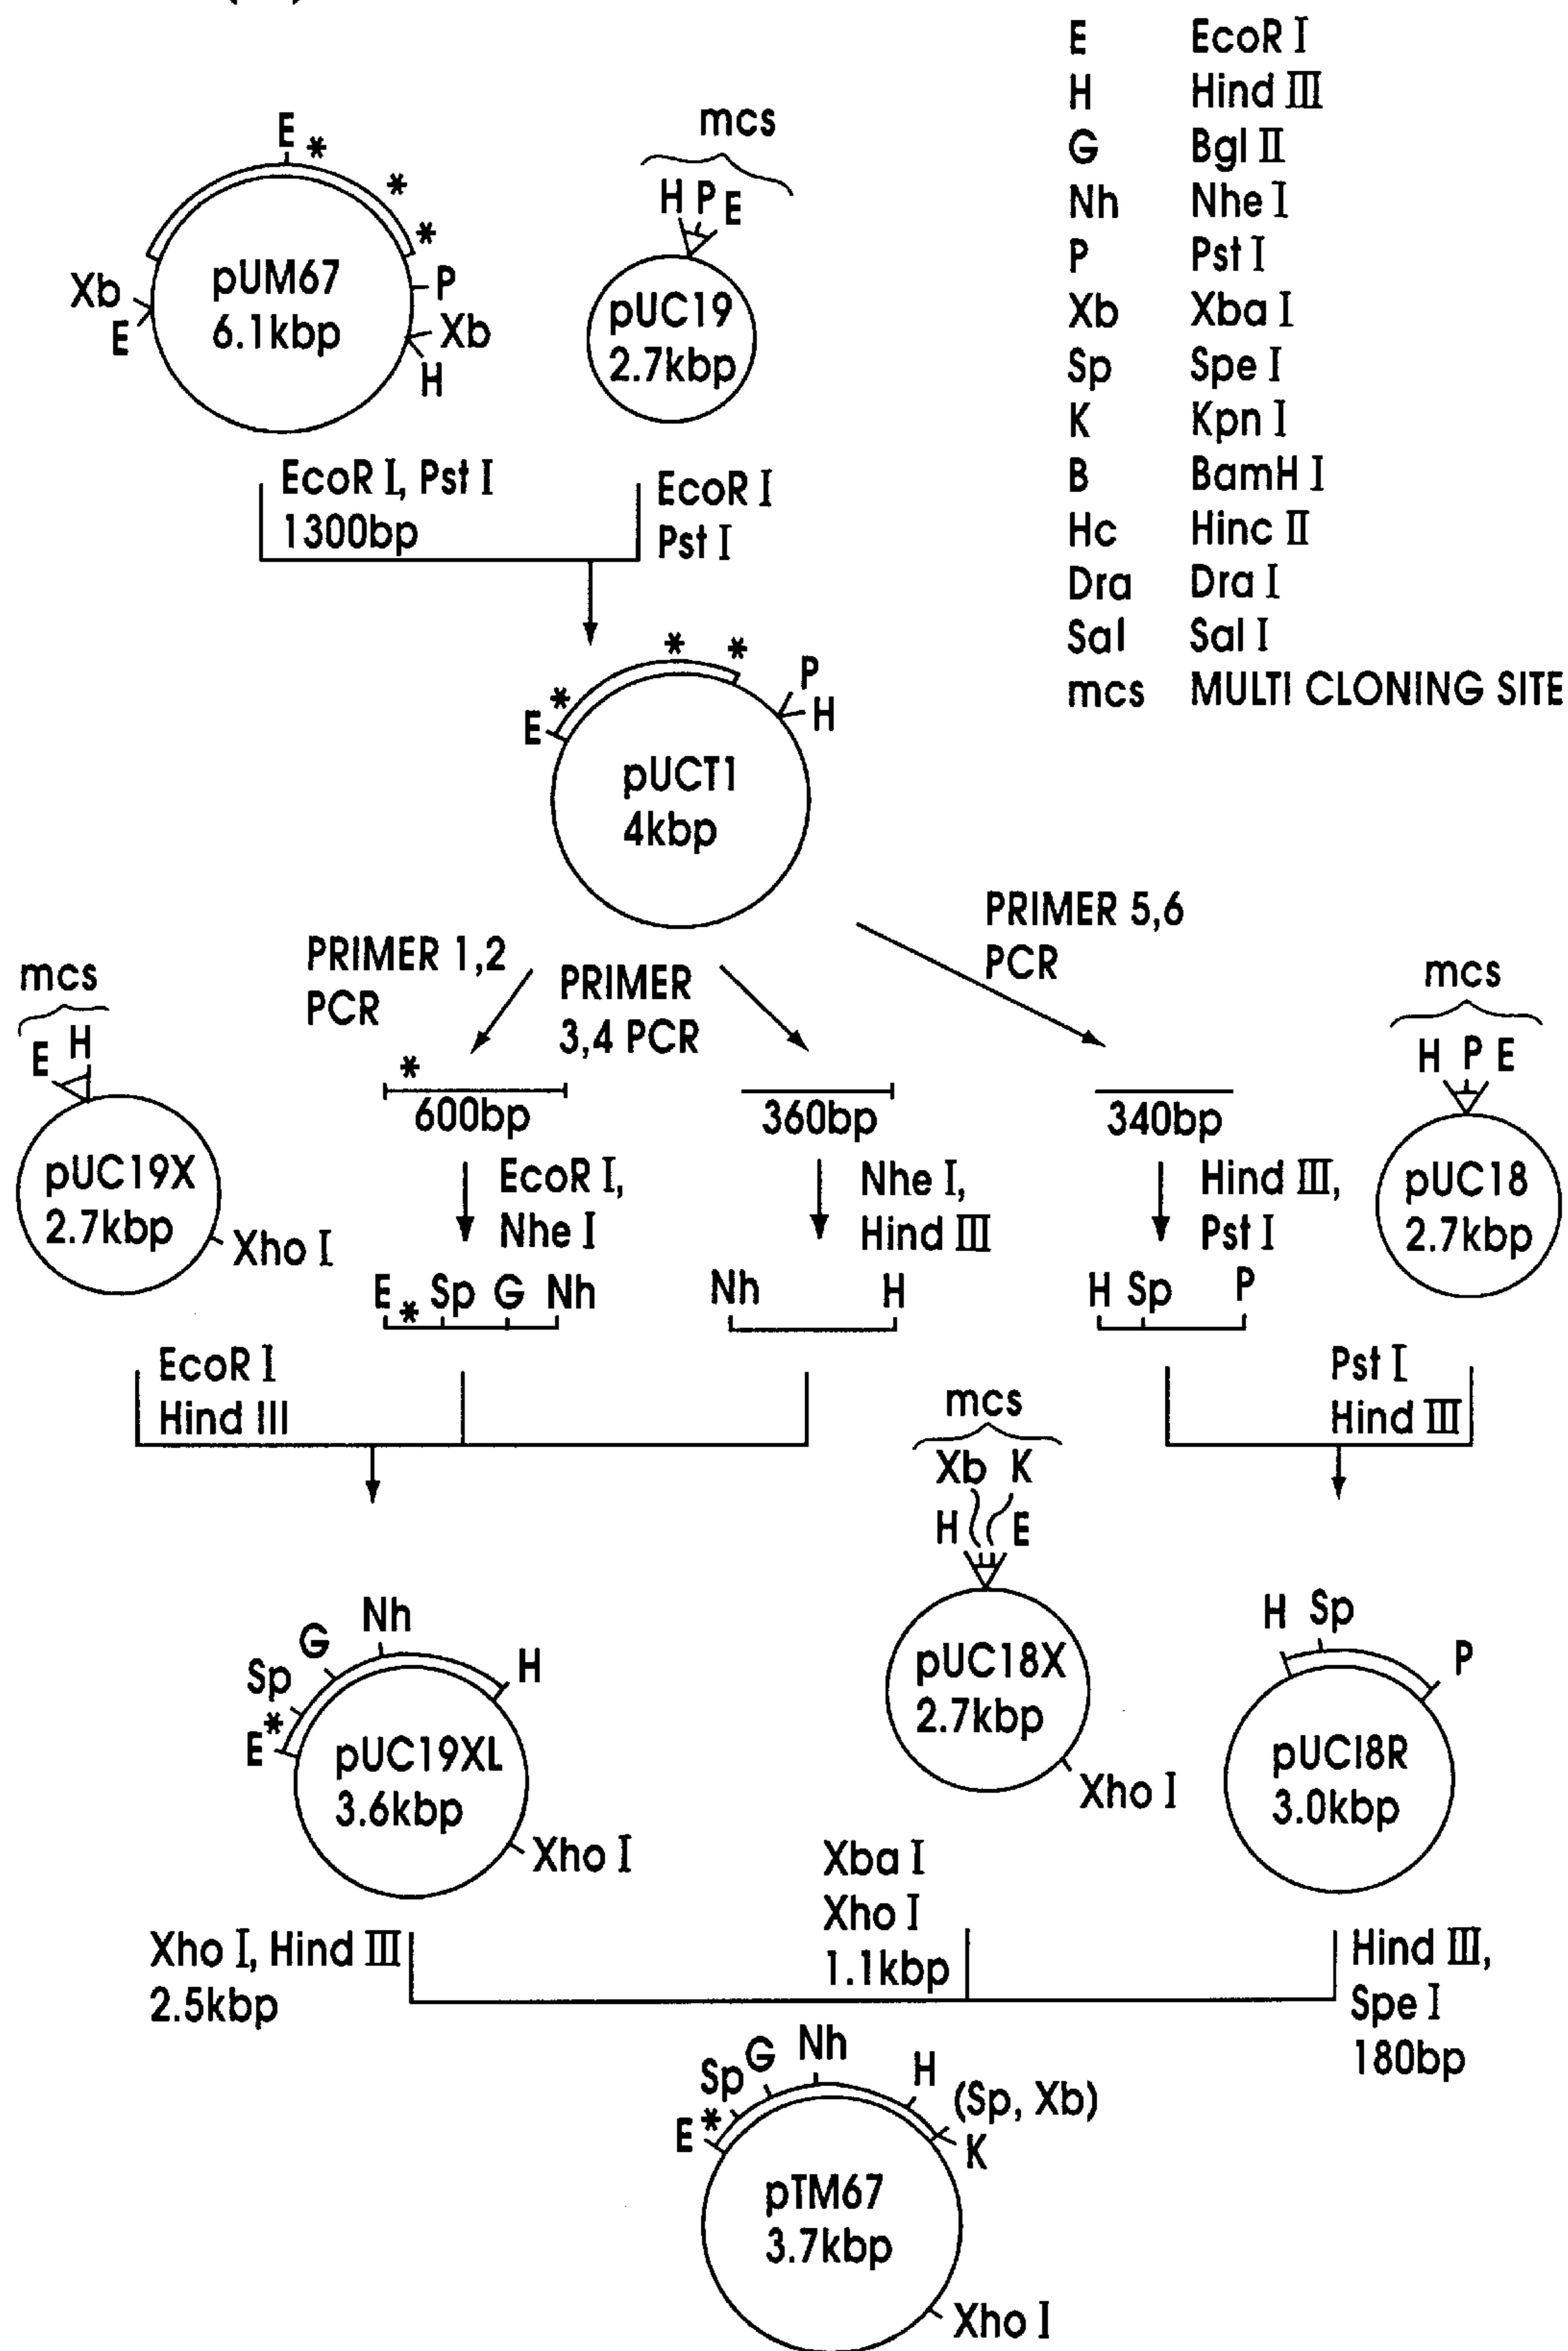 E EcoR I
H Hind III
G Bgl II
Nh Nhe I
P Pst I
Xb Xba I
Sp Spe I
K Kpn I
B BamH I
Hc Hinc II
Dra Dra I
Sal Sal I
mcs MULTI CLONING SITE
E *
*
*
Xb
E
pUM67
6.1kbp
P
Xb
H
mcs
H P E
pUC19
2.7kbp
EcoR I, Pst I
1300bp
EcoR I
Pst I
* *
*
E
P
H
pUCT1
4kbp
PRIMER 1,2
PCR
PRIMER
3,4 PCR
PRIMER 5,6
PCR
mcs
E H
pUC19X
2.7kbp
Xho I
*
600bp
360bp
340bp
mcs
H P E
pUC18
2.7kbp
EcoR I,
Nhe I
Nhe I,
Hind III
Hind III,
Pst I
E * Sp G Nh
Nh H
H Sp P
EcoR I
Hind III
Pst I
Hind III
mcs
Xb K
H E
pUC18X
2.7kbp
Xho I
Nh
G
Sp
E*
H
pUC19XL
3.6kbp
Xho I
H Sp
P
pUC18R
3.0kbp
Xho I, Hind III
2.5kbp
Xba I
Xho I
1.1kbp
Hind III,
Spe I
180bp
Sp G Nh
E*
H
(Sp, Xb)
K
pTM67
3.7kbp
Xho I